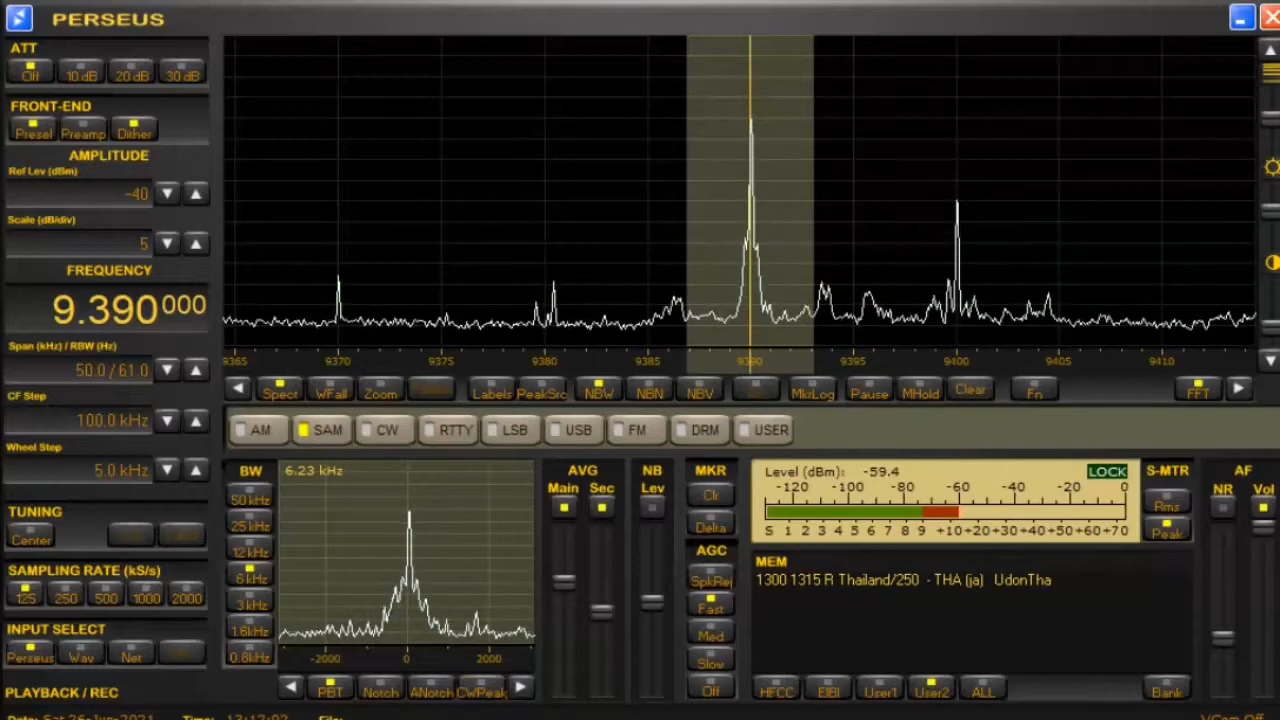 PERSEUS
ATT
Off 10 dB 20 dB 30 dB
FRONT-END
Presel Preamp Dither
AMPLITUDE
Ref Lev (dBm)
-40
Scale (dB/div)
5
FREQUENCY
9.390000
Span (kHz) / RBW (Hz)
50.0 / 61.0
CF Step
100.0 kHz
Wheel Step
5.0 kHz
TUNING
Center
SAMPLING RATE (kS/s)
125 250 500 1000 2000
INPUT SELECT
Perseus Wav Net
PLAYBACK / REC
9365 9370 9375 9380 9385 9390 9395 9400 9405 9410
Spect WFall Zoom Labels PeakSrc NBW NBN NBV MkrLog Pause MHold Clear Fn FFT
AM SAM CW RTTY LSB USB FM DRM USER
BW
50 kHz
25 kHz
12 kHz
6 kHz
3 kHz
1.6kHz
0.8kHz
6.23 kHz
-2000 0 2000
PBT Notch ANotch CWPeak
AVG
Main Sec
NB
Lev
MKR
Clr
Delta
AGC
SpkRej
Fast
Med
Slow
Off
Level (dBm): -59.4 LOCK
-120 -100 -80 -60 -40 -20 0
S 1 2 3 4 5 6 7 8 9 +10+20+30+40+50+60+70
S-MTR
Rms
Peak
AF
NR Vol
MEM
1300 1315 R Thailand/250 - THA (ja) UdonTha
HFCC EIBI User1 User2 ALL Bank